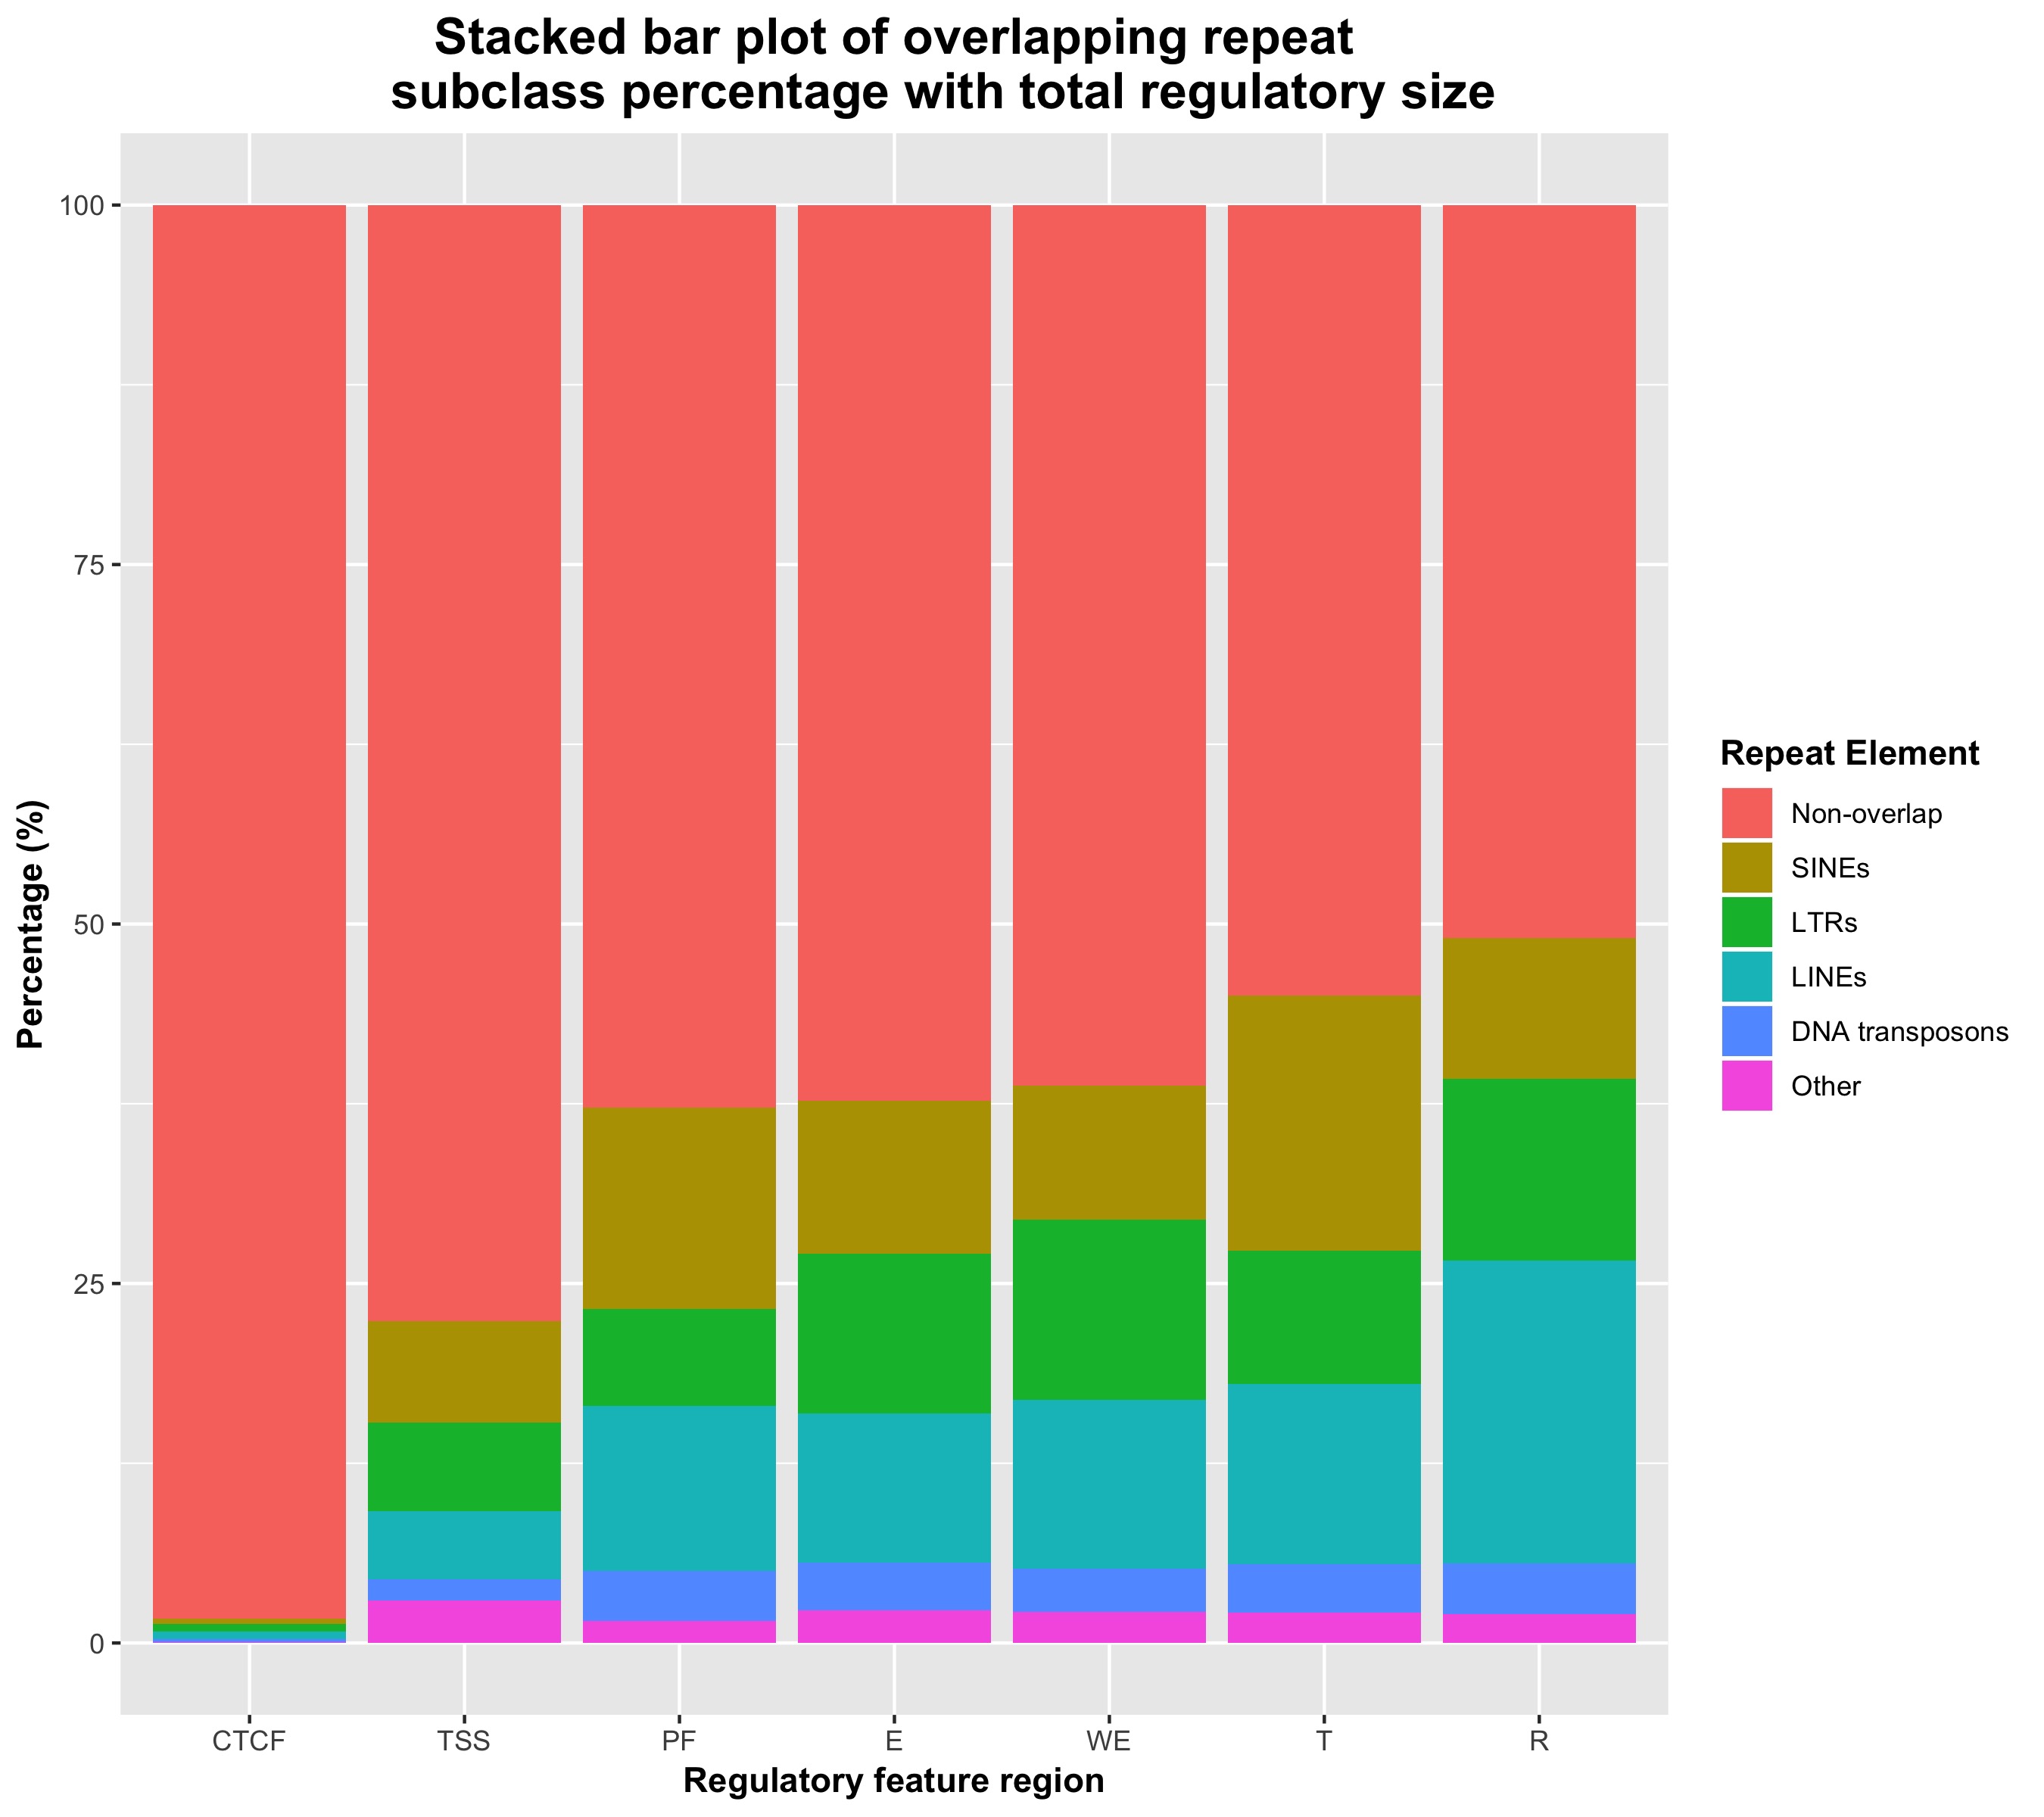 Stacked bar plot of overlapping repeat
subclass percentage with total regulatory size
Percentage (%)
100
75
50
25
0
CTCF TSS PF E WE T R
Regulatory feature region
Repeat Element
Non-overlap
SINEs
LTRs
LINEs
DNA transposons
Other